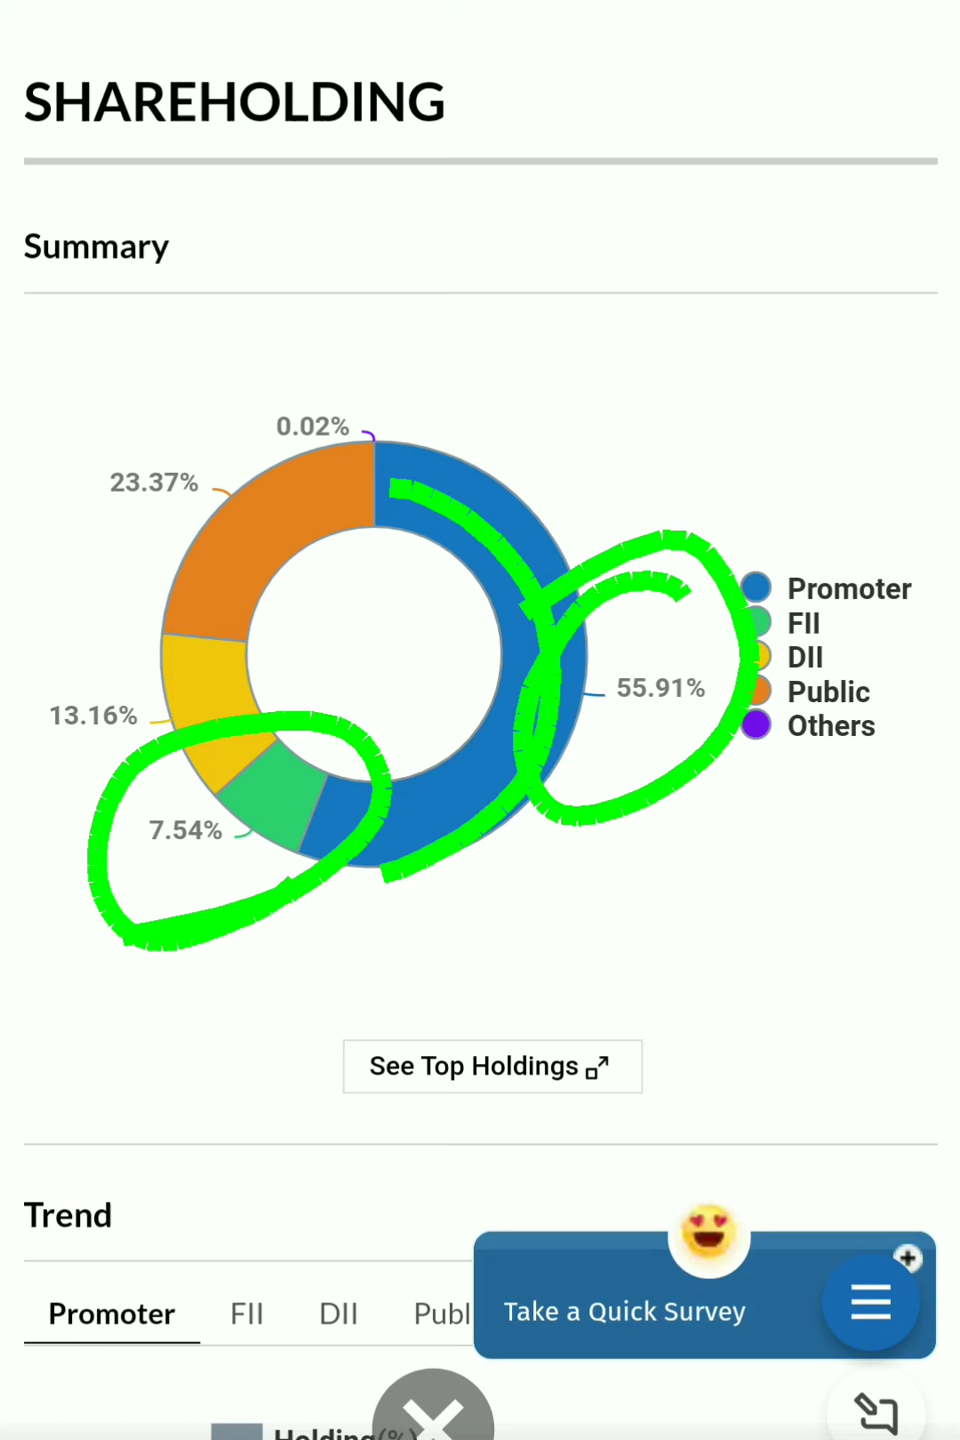 SHAREHOLDING
Summary
0.02%
23.37%
Promoter
FII
DII
55.91%
Public
13.16%
Others
7.54%
See Top Holdings
Trend
Take a Quick Survey
Promoter FII DII Publ
Holding(%)